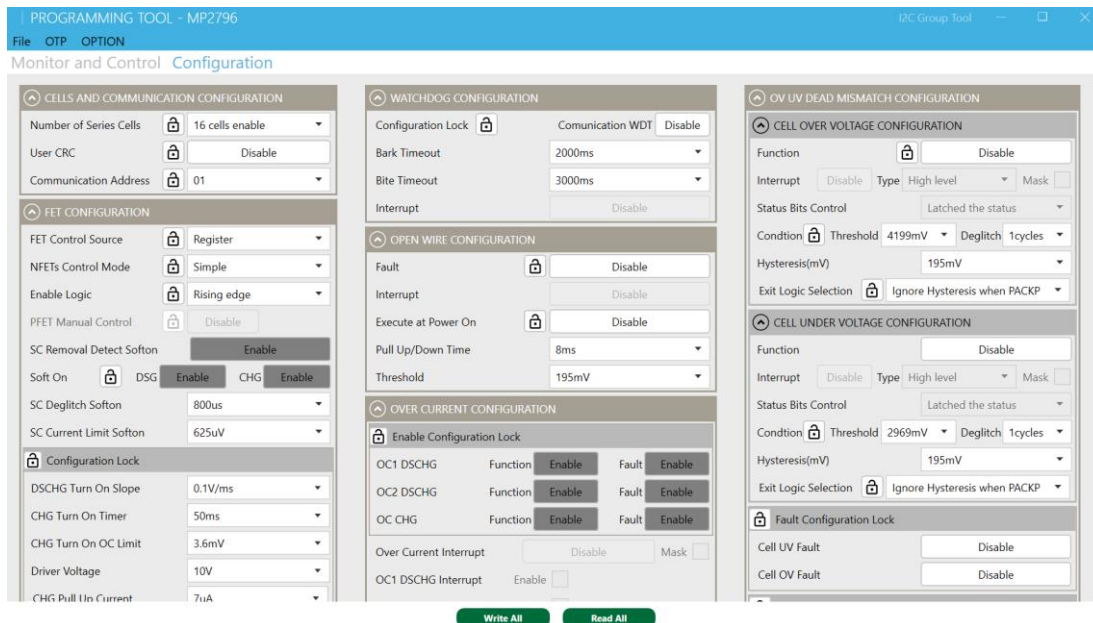 PROGRAMMING TOOL - MP2796
I2C Group Tool
File OTP OPTION
Monitor and Control Configuration
CELLS AND COMMUNICATION CONFIGURATION
Number of Series Cells 16 cells enable
User CRC Disable
Communication Address 01
FET CONFIGURATION
FET Control Source Register
NFETs Control Mode Simple
Enable Logic Rising edge
PFET Manual Control Disable
SC Removal Detect Softon Enable
Soft On DSG Enable CHG Enable
SC Deglitch Softon 800us
SC Current Limit Softon 625uV
Configuration Lock
DSCHG Turn On Slope 0.1V/ms
CHG Turn On Timer 50ms
CHG Turn On OC Limit 3.6mV
Driver Voltage 10V
CHG Pull Up Current 7uA
WATCHDOG CONFIGURATION
Configuration Lock Comunication WDT Disable
Bark Timeout 2000ms
Bite Timeout 3000ms
Interrupt Disable
OPEN WIRE CONFIGURATION
Fault Disable
Interrupt Disable
Execute at Power On Disable
Pull Up/Down Time 8ms
Threshold 195mV
OVER CURRENT CONFIGURATION
Enable Configuration Lock
OC1 DSCHG Function Enable Fault Enable
OC2 DSCHG Function Enable Fault Enable
OC CHG Function Enable Fault Enable
Over Current Interrupt Disable Mask
OC1 DSCHG Interrupt Enable
OV UV DEAD MISMATCH CONFIGURATION
CELL OVER VOLTAGE CONFIGURATION
Function Disable
Interrupt Disable Type High level Mask
Status Bits Control Latched the status
Condtion Threshold 4199mV Deglitch 1cycles
Hysteresis(mV) 195mV
Exit Logic Selection Ignore Hysteresis when PACKP
CELL UNDER VOLTAGE CONFIGURATION
Function Disable
Interrupt Disable Type High level Mask
Status Bits Control Latched the status
Condtion Threshold 2969mV Deglitch 1cycles
Hysteresis(mV) 195mV
Exit Logic Selection Ignore Hysteresis when PACKP
Fault Configuration Lock
Cell UV Fault Disable
Cell OV Fault Disable
Write All Read All